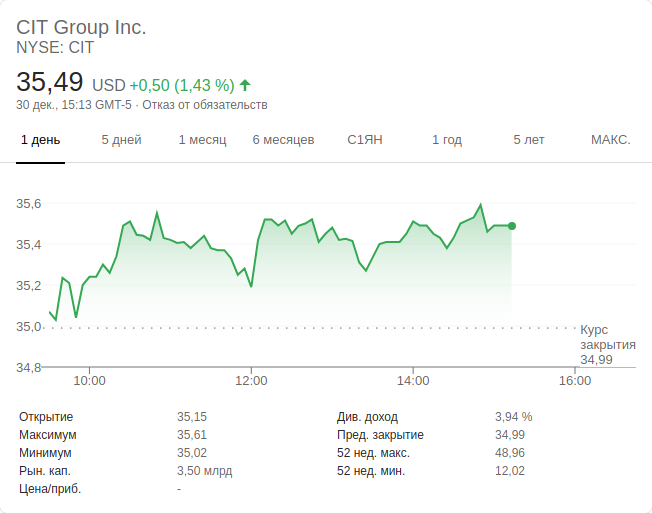 CIT Group Inc.
NYSE: CIT
35,49 USD +0,50 (1,43 %)
30 дек., 15:13 GMT-5 · Отказ от обязательств
1 день 5 дней 1 месяц 6 месяцев С1ЯН 1 год 5 лет МАКС.
35,6
35,4
35,2
35,0
Курс
закрытия
34,99
34,8
10:00 12:00 14:00 16:00
Открытие 35,15 Див. доход 3,94 %
Максимум 35,61 Пред. закрытие 34,99
Минимум 35,02 52 нед. макс. 48,96
Рын. кап. 3,50 млрд 52 нед. мин. 12,02
Цена/приб. -